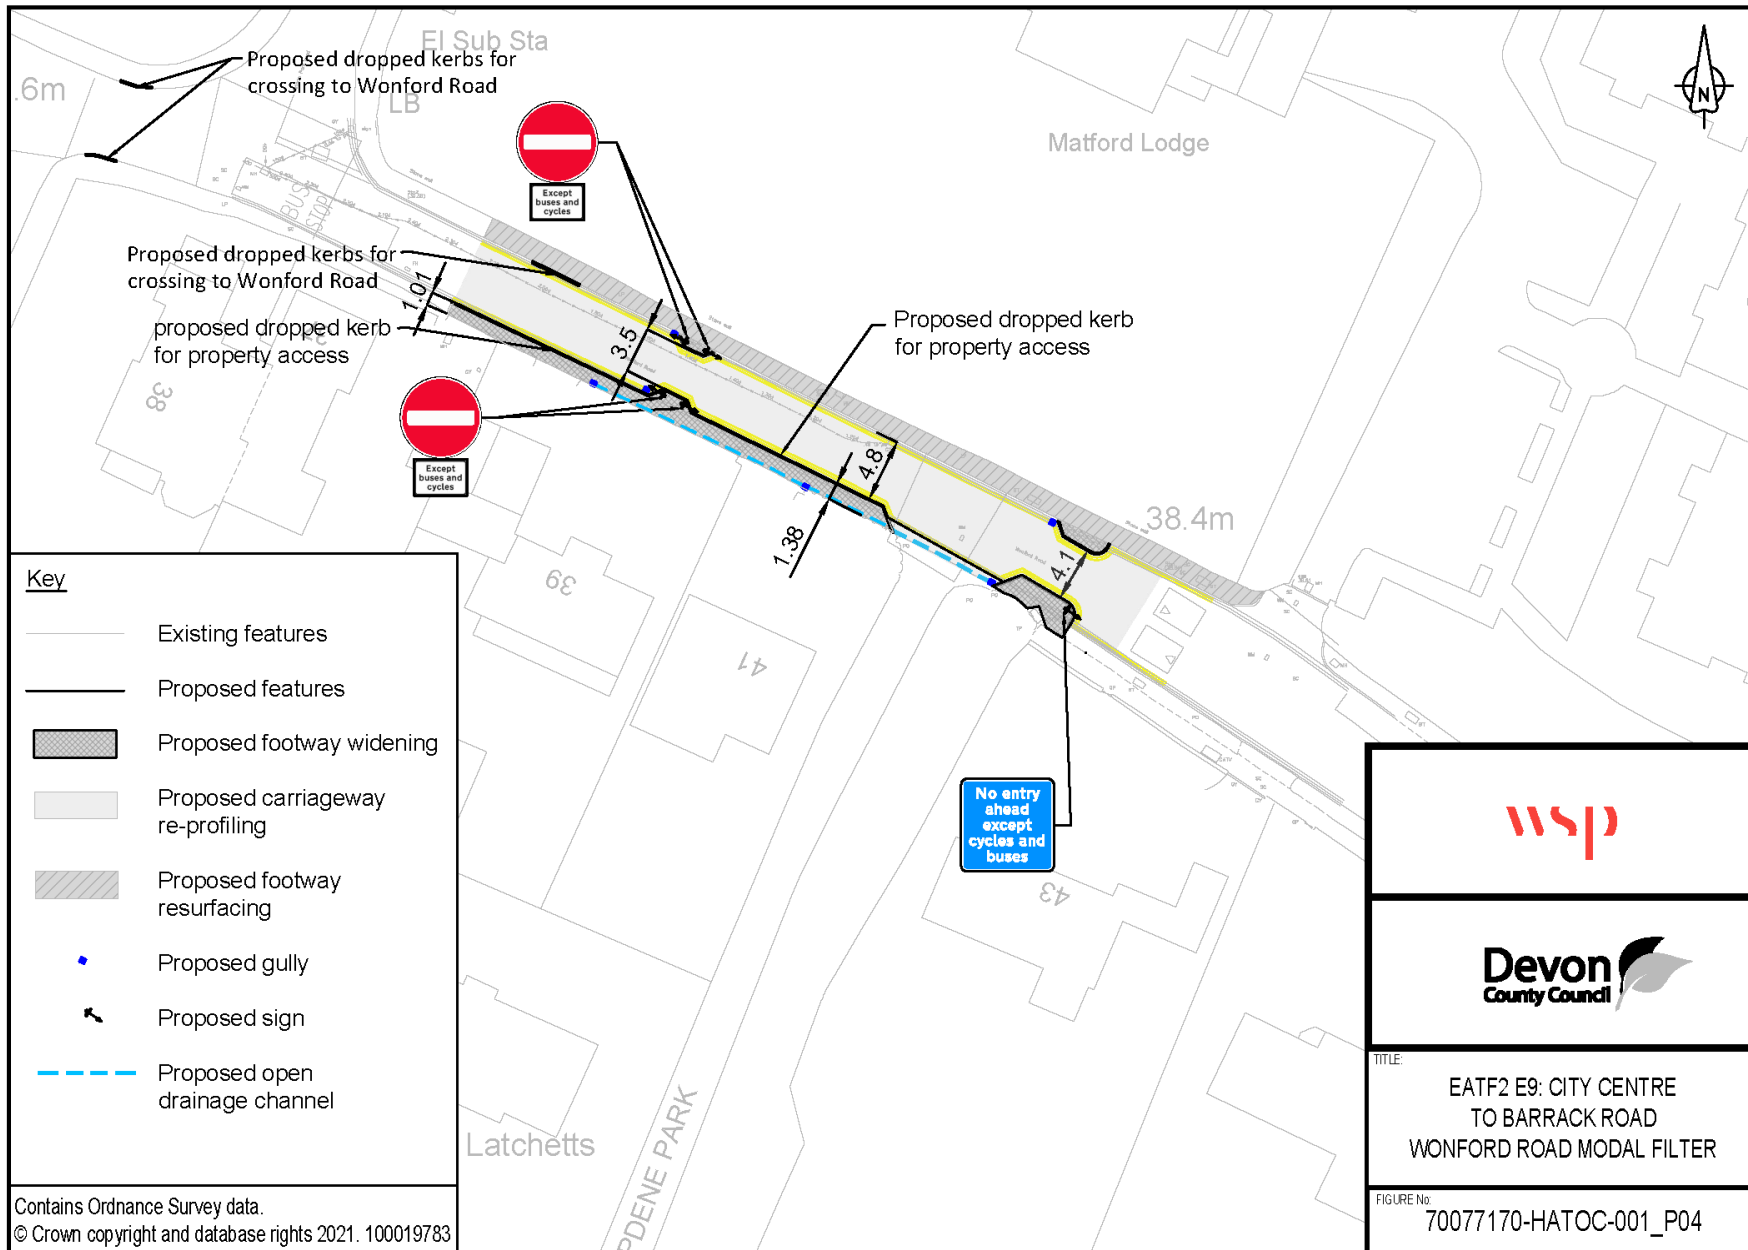 El Sub Sta
Proposed dropped kerbs for
crossing to Wonford Road
.6m
LB
Except
buses and
cycles
Matford Lodge
N
BUS
STOP
Proposed dropped kerbs for
crossing to Wonford Road
1.01
proposed dropped kerb
for property access
3.5
Proposed dropped kerb
for property access
38
Except
buses and
cycles
4.8
1.38
38.4m
4.1
39
41
43
No entry
ahead
except
cycles and
buses
Key
Existing features
Proposed features
Proposed footway widening
Proposed carriageway
re-profiling
Proposed footway
resurfacing
Proposed gully
Proposed sign
Proposed open
drainage channel
Latchetts
PDENE PARK
Contains Ordnance Survey data.
© Crown copyright and database rights 2021. 100019783
wsp
Devon
County Council
TITLE:
EATF2 E9: CITY CENTRE
TO BARRACK ROAD
WONFORD ROAD MODAL FILTER
FIGURE No:
70077170-HATOC-001_P04